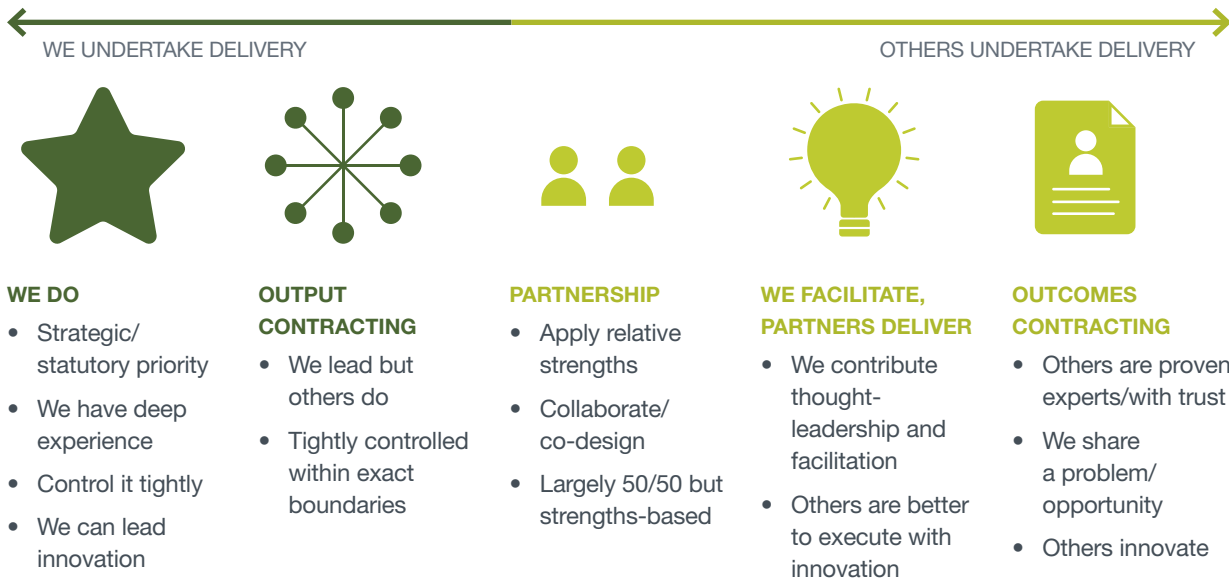 WE UNDERTAKE DELIVERY
OTHERS UNDERTAKE DELIVERY
WE DO
• Strategic/
statutory priority
• We have deep
experience
• Control it tightly
• We can lead
innovation
OUTPUT
CONTRACTING
• We lead but
others do
• Tightly controlled
within exact
boundaries
PARTNERSHIP
• Apply relative
strengths
• Collaborate/
co-design
• Largely 50/50 but
strengths-based
WE FACILITATE,
PARTNERS DELIVER
• We contribute
thought-
leadership and
facilitation
• Others are better
to execute with
innovation
OUTCOMES
CONTRACTING
• Others are proven
experts/with trust
• We share
a problem/
opportunity
• Others innovate